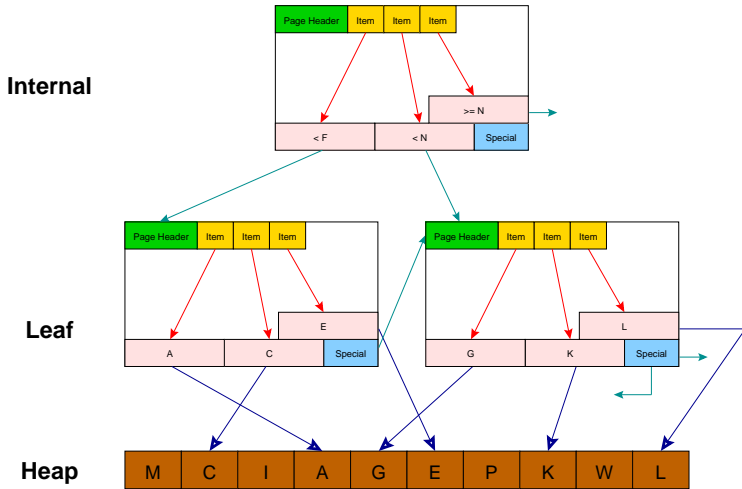 Page Header Item Item Item
Internal
>= N
< F < N Special
Page Header Item Item Item Page Header Item Item Item
Leaf
E L
A C Special G K Special
Heap M C I A G E P K W L